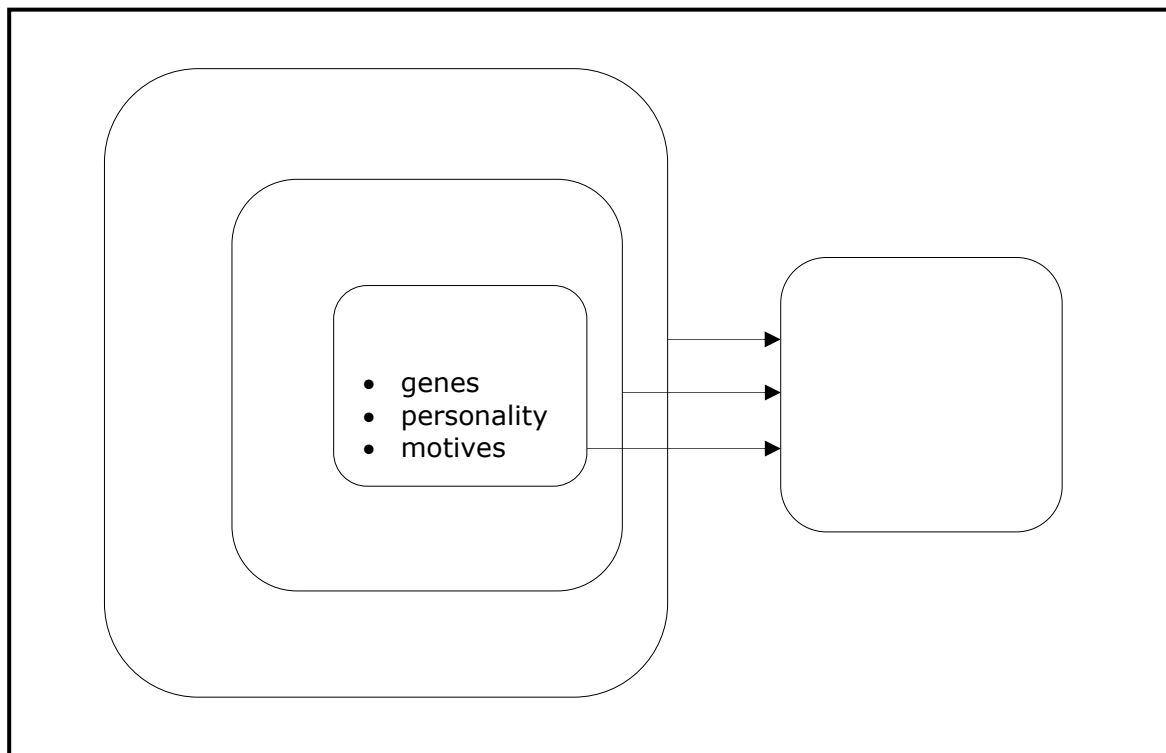 • genes
• personality
• motives